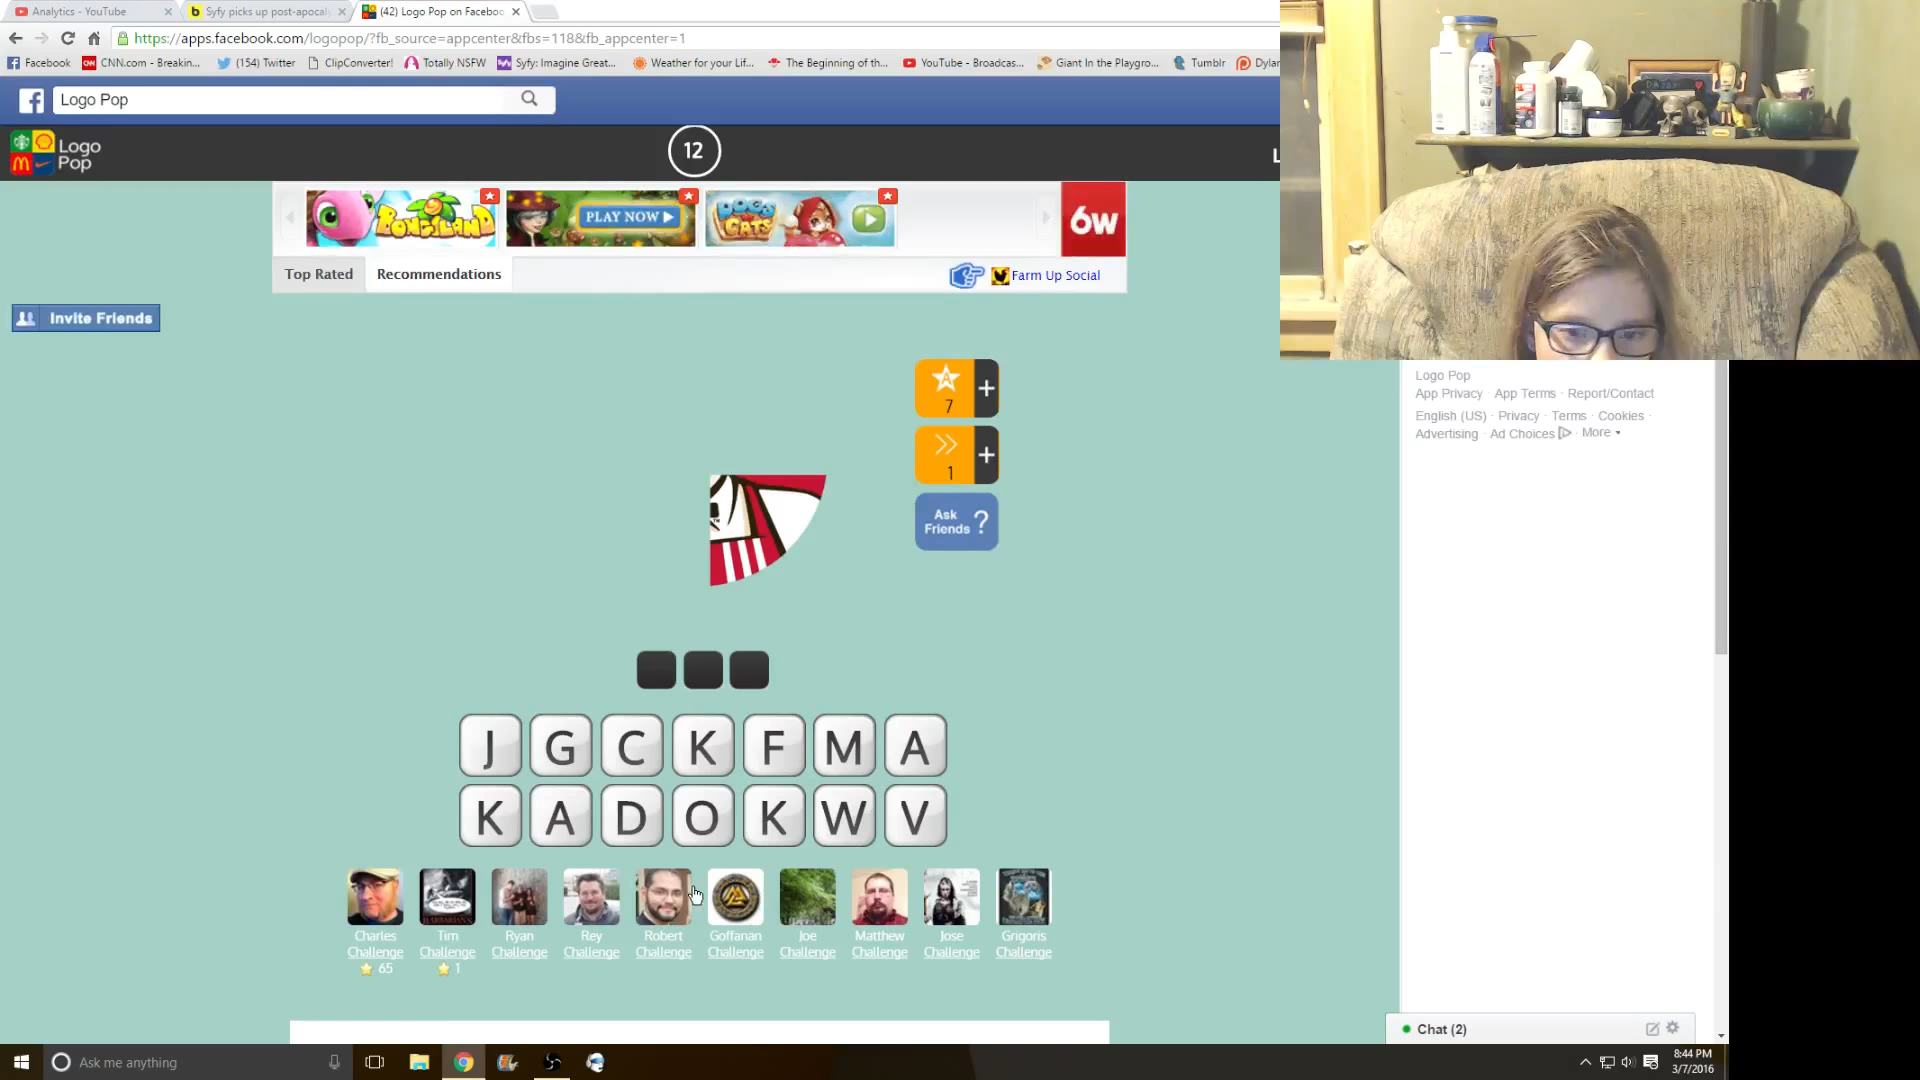 Analytics - YouTube
Syfy picks up post-apocal
(42) Logo Pop on Faceboo
https://apps.facebook.com/logopop/?fb_source=appcenter&fbs=118&fb_appcenter=1
Facebook
CNN.com - Breakin...
(154) Twitter
ClipConverter!
Totally NSFW
Syfy: Imagine Great...
Weather for your Lif...
The Beginning of th...
YouTube - Broadcas...
Giant In the Playgro...
Tumblr
Dylan
Logo Pop
Logo
Pop
12
L
PLAY NOW
DOGS
CATS
6w
Top Rated
Recommendations
Farm Up Social
Invite Friends
A
7
+
1
+
Ask
Friends ?
J G C K F M A
K A D O K W V
Charles Tim Ryan Rey Robert Goffanan Joe Matthew Jose Grigoris
Challenge Challenge Challenge Challenge Challenge Challenge Challenge Challenge Challenge Challenge
65 1
Logo Pop
App Privacy · App Terms · Report/Contact
English (US) · Privacy · Terms · Cookies ·
Advertising · Ad Choices · More
Chat (2)
Ask me anything
8:44 PM
3/7/2016